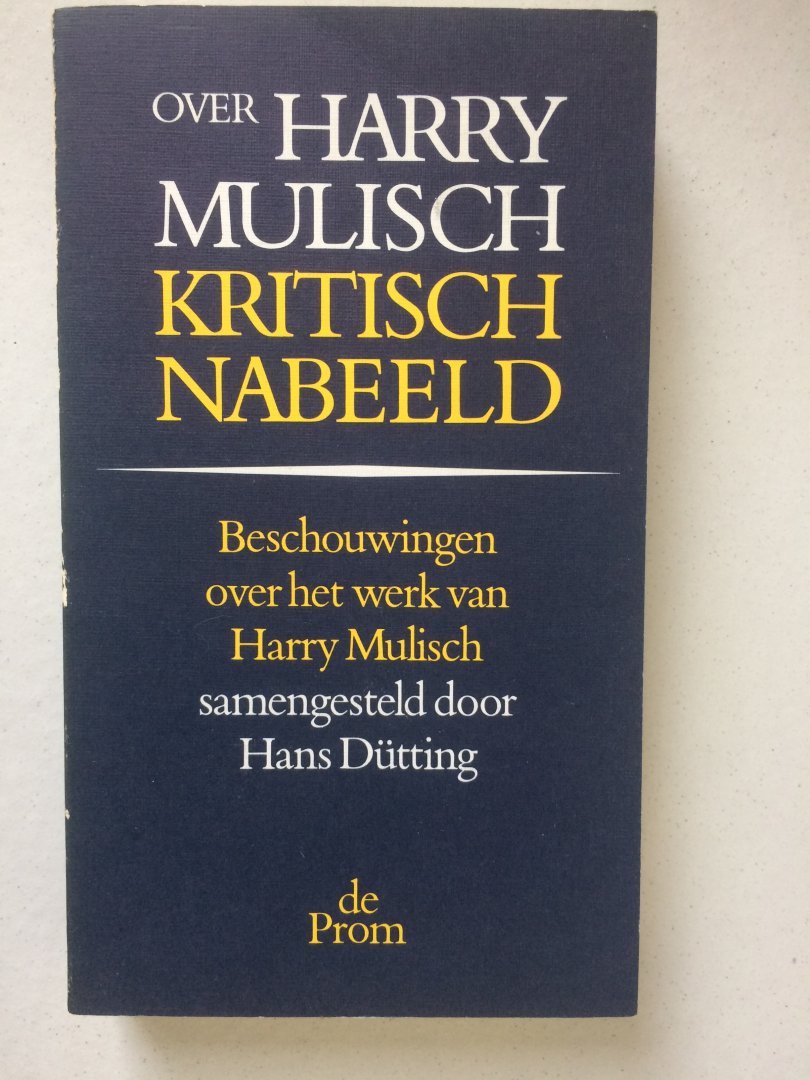 OVER HARRY
MULISCH
KRITISCH
NABEELD
Beschouwingen
over het werk van
Harry Mulisch
samengesteld door
Hans Dütting
de
Prom